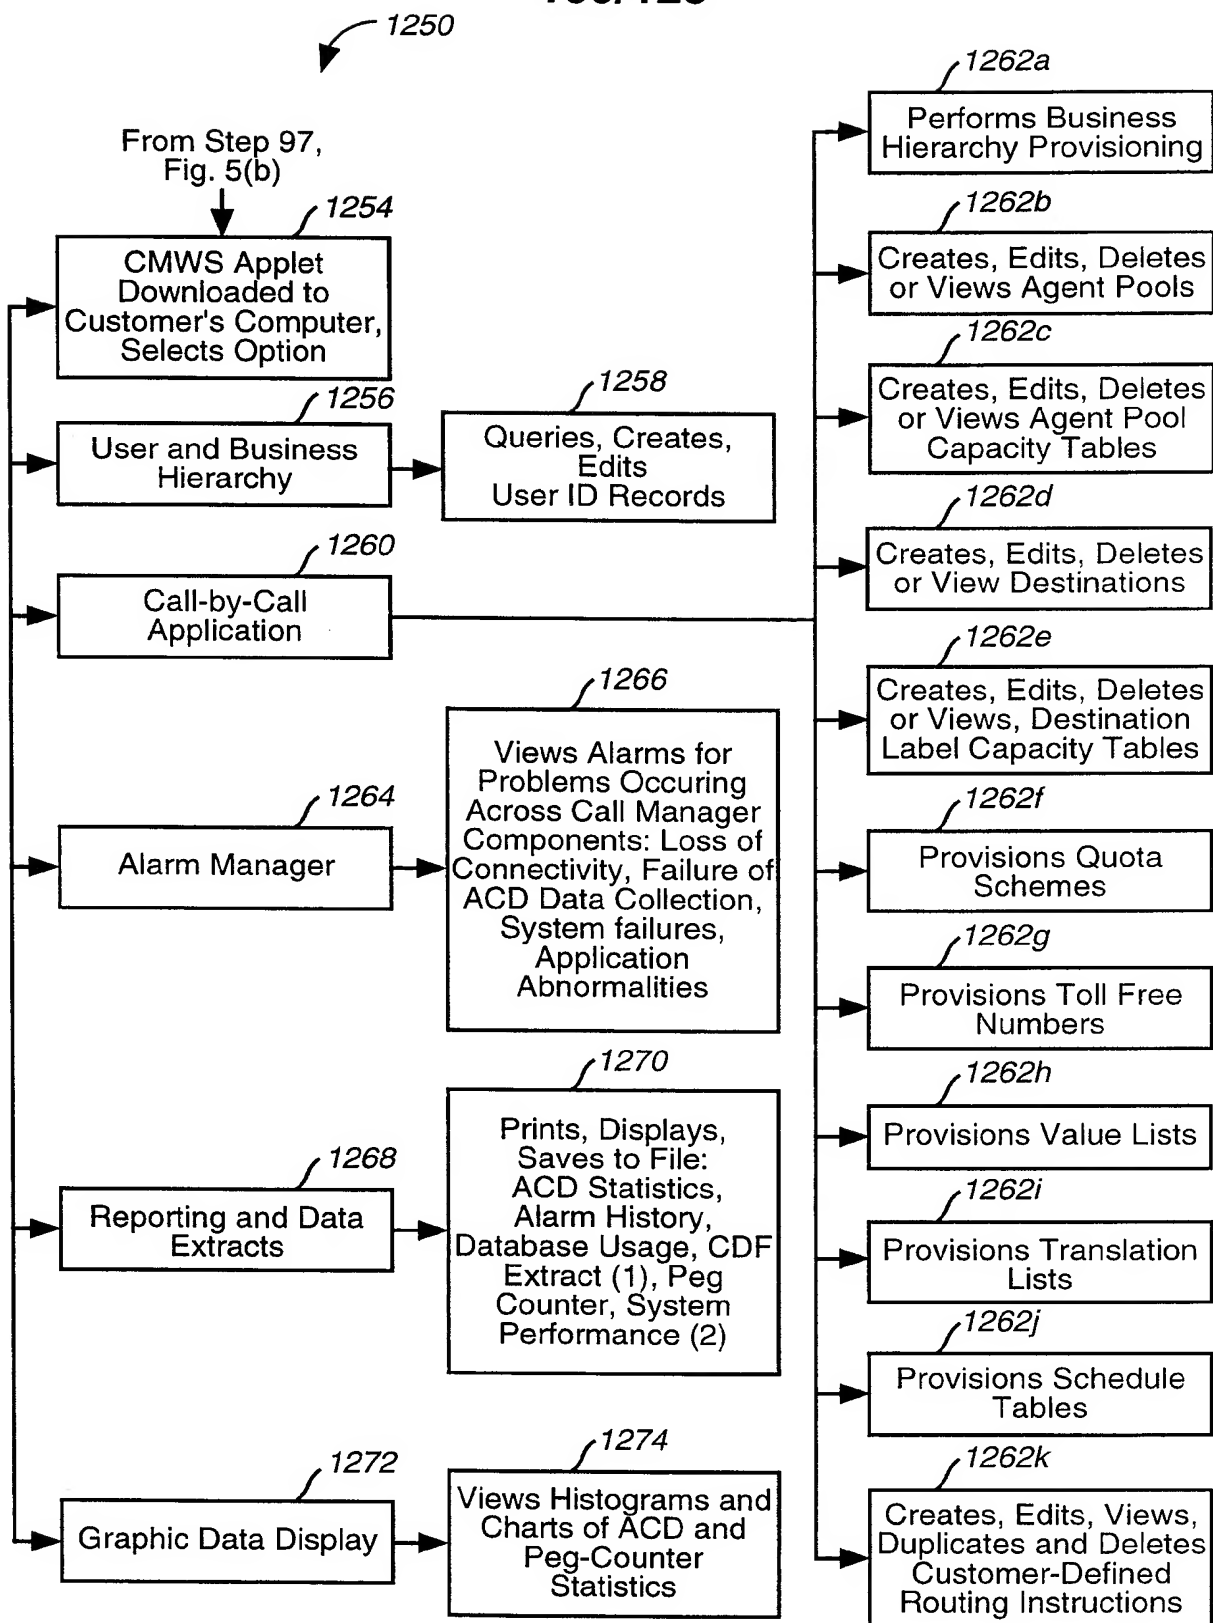 1250
From Step 97,
Fig. 5(b)
1254
CMWS Applet
Downloaded to
Customer's Computer,
Selects Option
1256
User and Business
Hierarchy
1258
Queries, Creates,
Edits
User ID Records
1260
Call-by-Call
Application
1264
Alarm Manager
1266
Views Alarms for
Problems Occuring
Across Call Manager
Components: Loss of
Connectivity, Failure of
ACD Data Collection,
System failures,
Application
Abnormalities
1268
Reporting and Data
Extracts
1270
Prints, Displays,
Saves to File:
ACD Statistics,
Alarm History,
Database Usage, CDF
Extract (1), Peg
Counter, System
Performance (2)
1272
Graphic Data Display
1274
Views Histograms and
Charts of ACD and
Peg-Counter
Statistics
1262a
Performs Business
Hierarchy Provisioning
1262b
Creates, Edits, Deletes
or Views Agent Pools
1262c
Creates, Edits, Deletes
or Views Agent Pool
Capacity Tables
1262d
Creates, Edits, Deletes
or View Destinations
1262e
Creates, Edits, Deletes
or Views, Destination
Label Capacity Tables
1262f
Provisions Quota
Schemes
1262g
Provisions Toll Free
Numbers
1262h
Provisions Value Lists
1262i
Provisions Translation
Lists
1262j
Provisions Schedule
Tables
1262k
Creates, Edits, Views,
Duplicates and Deletes
Customer-Defined
Routing Instructions